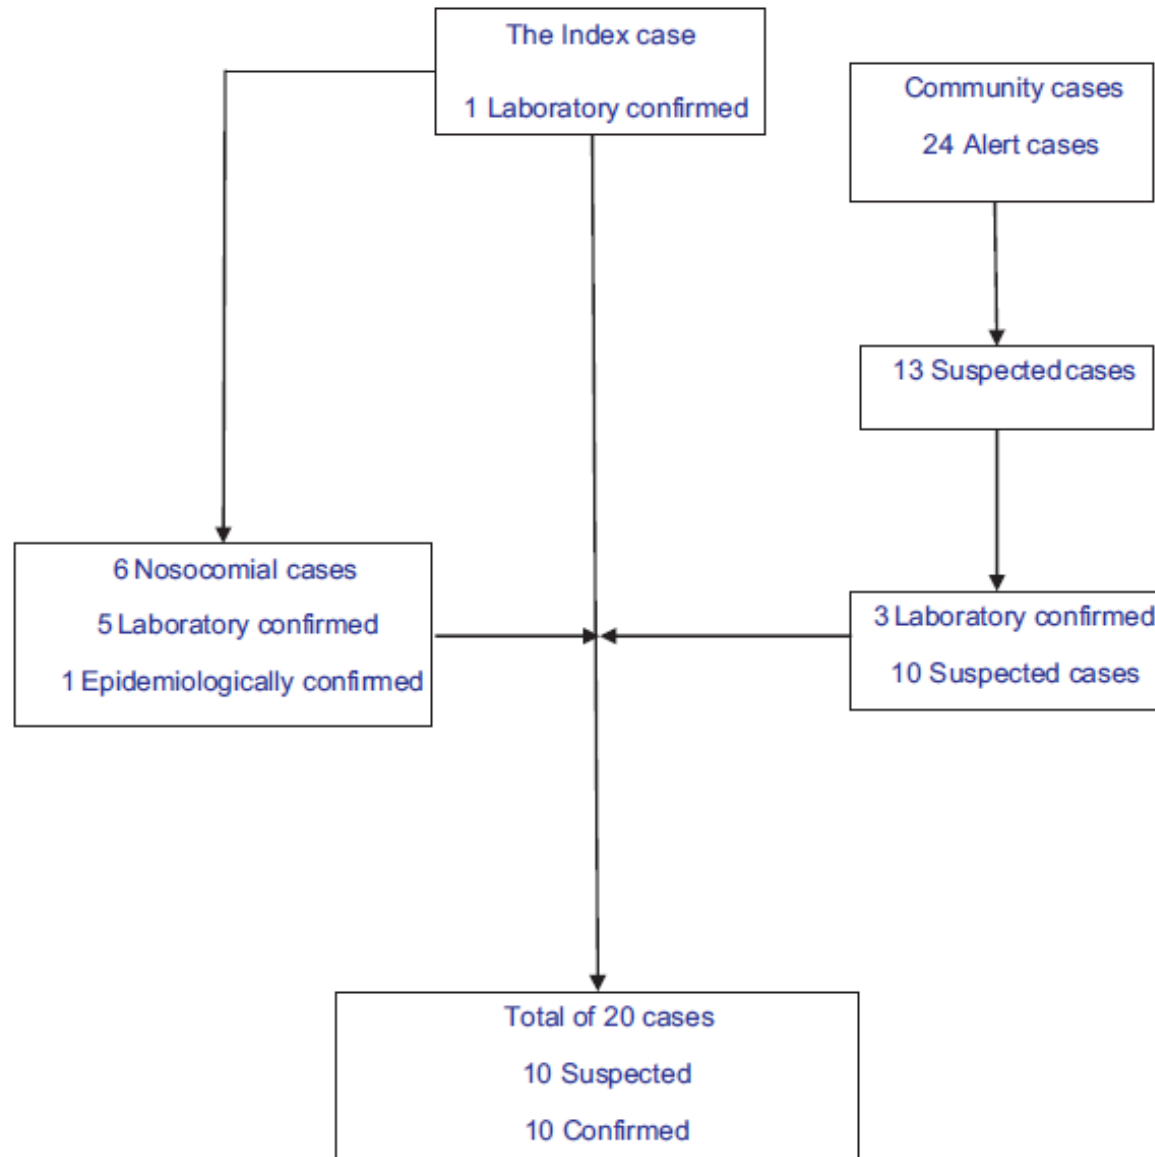 The Index case
1 Laboratory confirmed
Community cases
24 Alert cases
13 Suspected cases
6 Nosocomial cases
5 Laboratory confirmed
1 Epidemiologically confirmed
3 Laboratory confirmed
10 Suspected cases
Total of 20 cases
10 Suspected
10 Confirmed